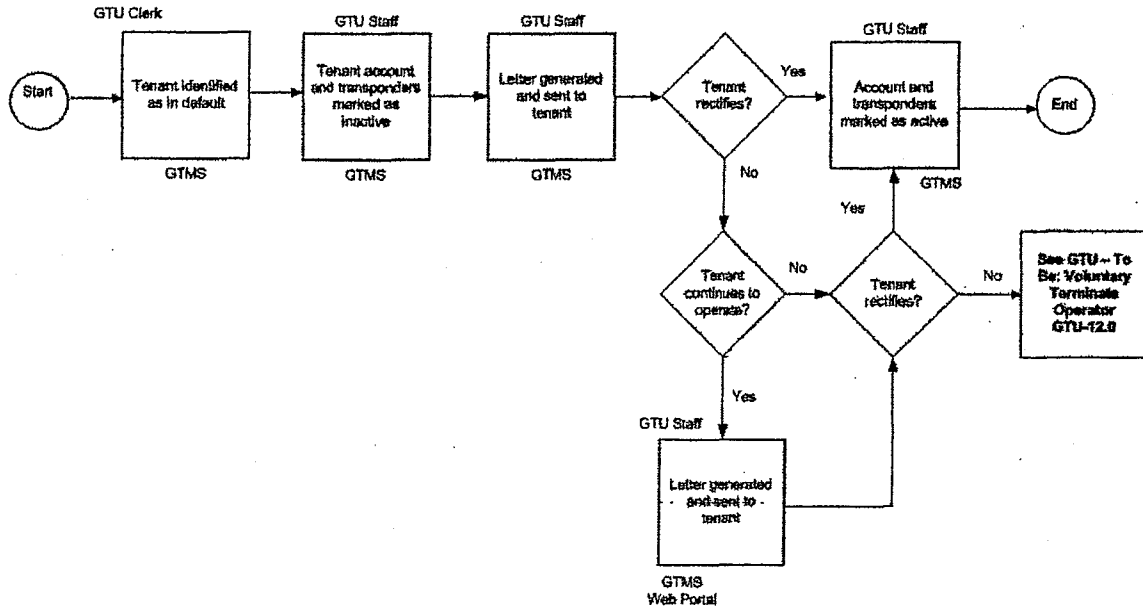 GTU Clerk
GTU Staff
GTU Staff
GTU Staff
Start
Tenant identified
as in default
Tenant account
and transponders
marked as
inactive
Letter generated
and sent to
tenant
Tenant
rectifies?
Yes
Account and
transponders
marked as active
End
GTMS
GTMS
GTMS
GTMS
No
Yes
Tenant
continues to
operate?
No
Tenant
rectifies?
No
See GTU – To
Be: Voluntary
Terminate
Operator
GTU-12.0
Yes
GTU Staff
Letter generated
and sent to
tenant
GTMS
Web Portal